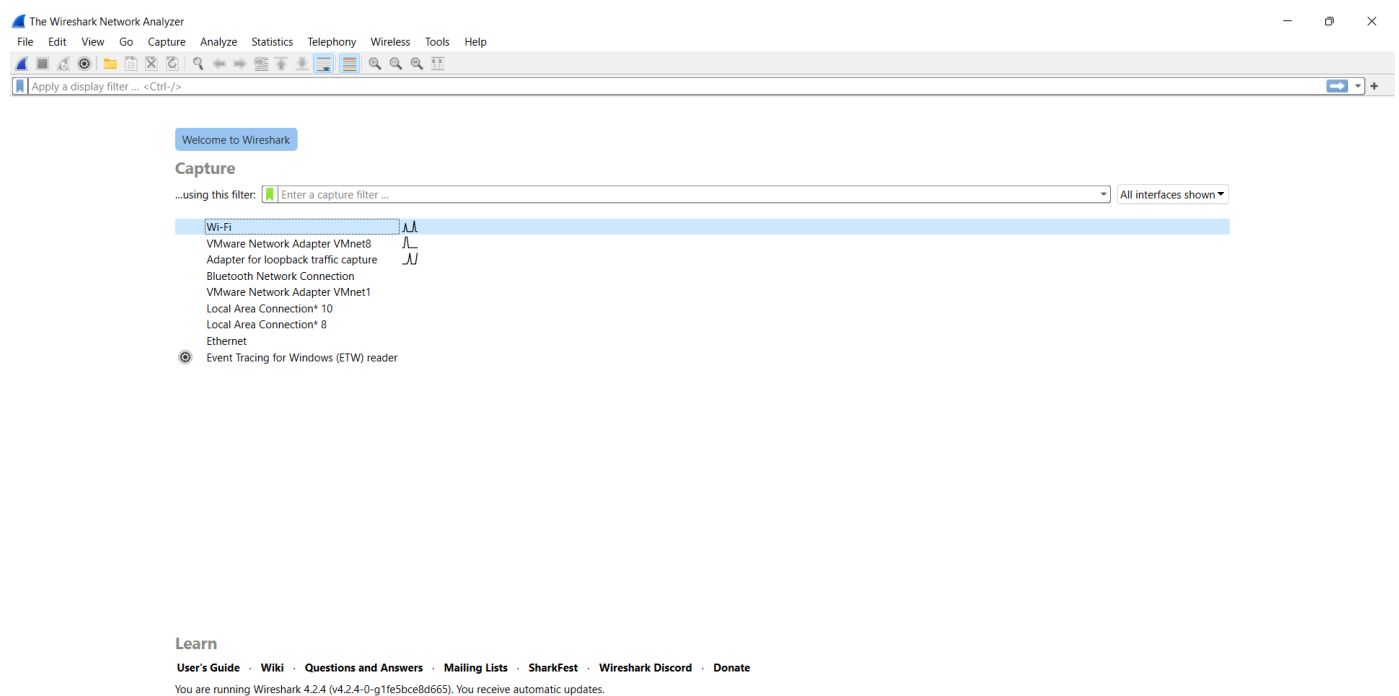 The Wireshark Network Analyzer
File Edit View Go Capture Analyze Statistics Telephony Wireless Tools Help
Apply a display filter ... <Ctrl-/>
Welcome to Wireshark
Capture
...using this filter: Enter a capture filter ... All interfaces shown
Wi-Fi
VMware Network Adapter VMnet8
Adapter for loopback traffic capture
Bluetooth Network Connection
VMware Network Adapter VMnet1
Local Area Connection* 10
Local Area Connection* 8
Ethernet
Event Tracing for Windows (ETW) reader
Learn
User's Guide · Wiki · Questions and Answers · Mailing Lists · SharkFest · Wireshark Discord · Donate
You are running Wireshark 4.2.4 (v4.2.4-0-g1fe5bce8d665). You receive automatic updates.